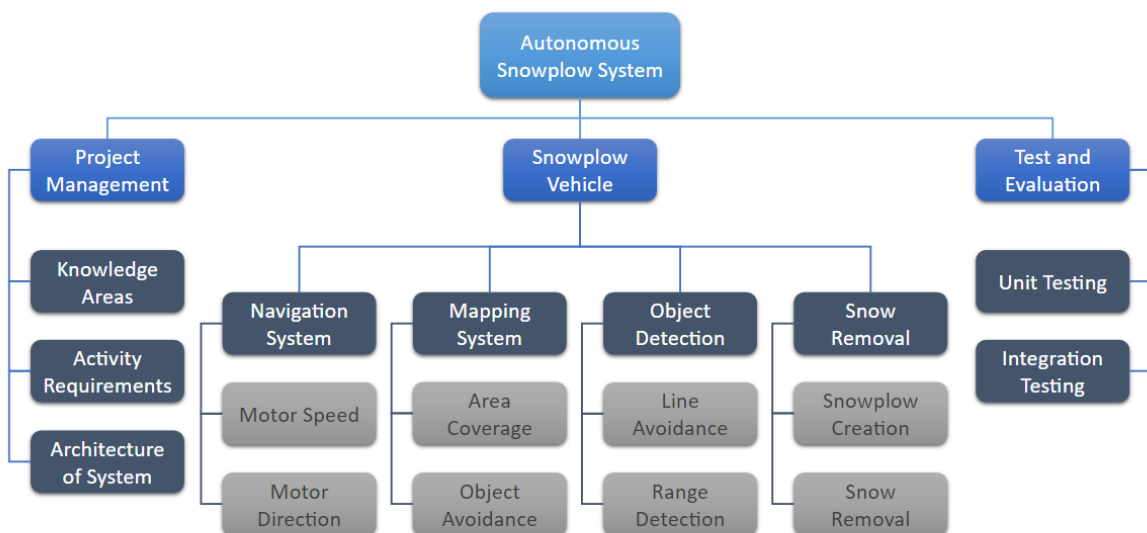 Autonomous
Snowplow System
Project
Management
Snowplow
Vehicle
Test and
Evaluation
Knowledge
Areas
Activity
Requirements
Architecture
of System
Navigation
System
Motor Speed
Motor
Direction
Mapping
System
Area
Coverage
Object
Avoidance
Object
Detection
Line
Avoidance
Range
Detection
Snow
Removal
Snowplow
Creation
Snow
Removal
Unit Testing
Integration
Testing